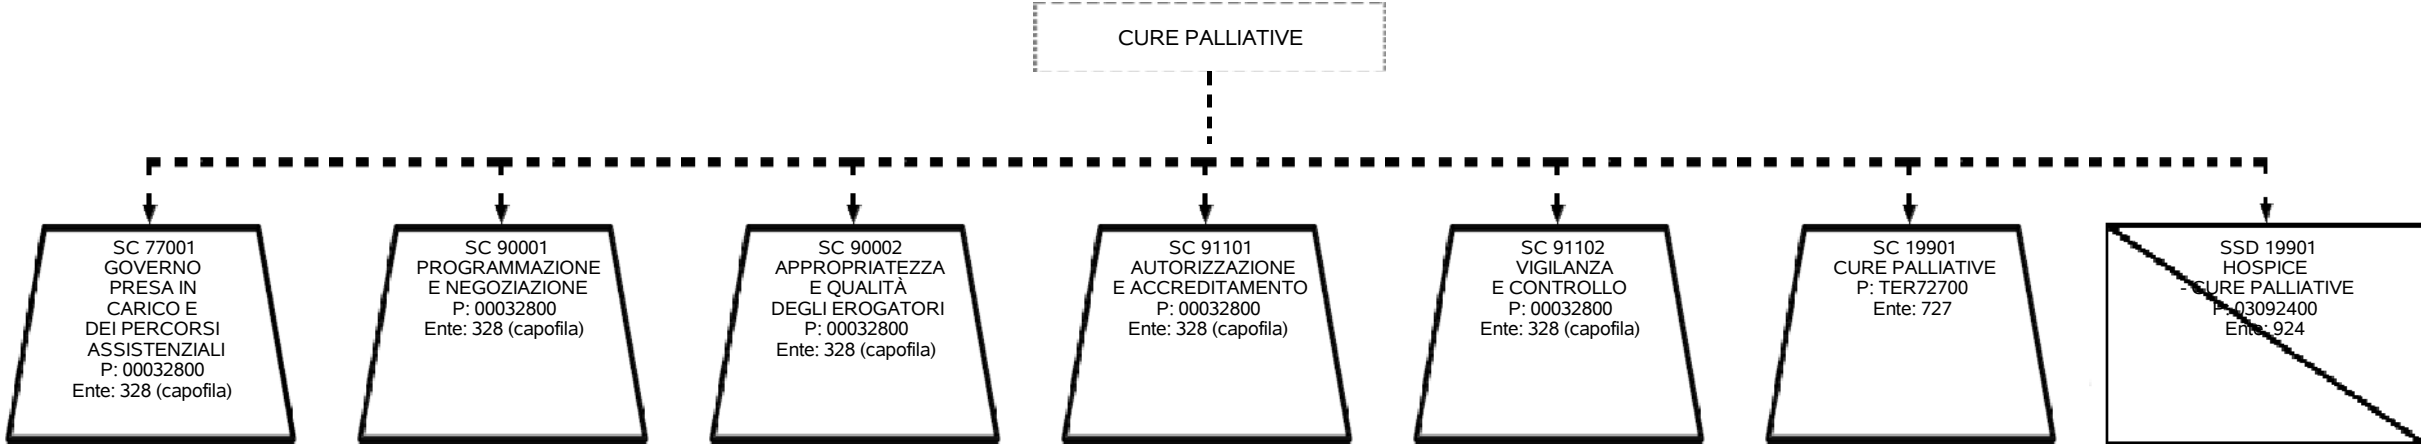 CURE PALLIATIVE
SC 77001
GOVERNO
PRESA IN
CARICO E
DEI PERCORSI
ASSISTENZIALI
P: 00032800
Ente: 328 (capofila)
SC 90001
PROGRAMMAZIONE
E NEGOZIAZIONE
P: 00032800
Ente: 328 (capofila)
SC 90002
APPROPRIATEZZA
E QUALITÀ
DEGLI EROGATORI
P: 00032800
Ente: 328 (capofila)
SC 91101
AUTORIZZAZIONE
E ACCREDITAMENTO
P: 00032800
Ente: 328 (capofila)
SC 91102
VIGILANZA
E CONTROLLO
P: 00032800
Ente: 328 (capofila)
SC 19901
CURE PALLIATIVE
P: TER72700
Ente: 727
SSD 19901
HOSPICE
- CURE PALLIATIVE
P: 03092400
Ente: 924